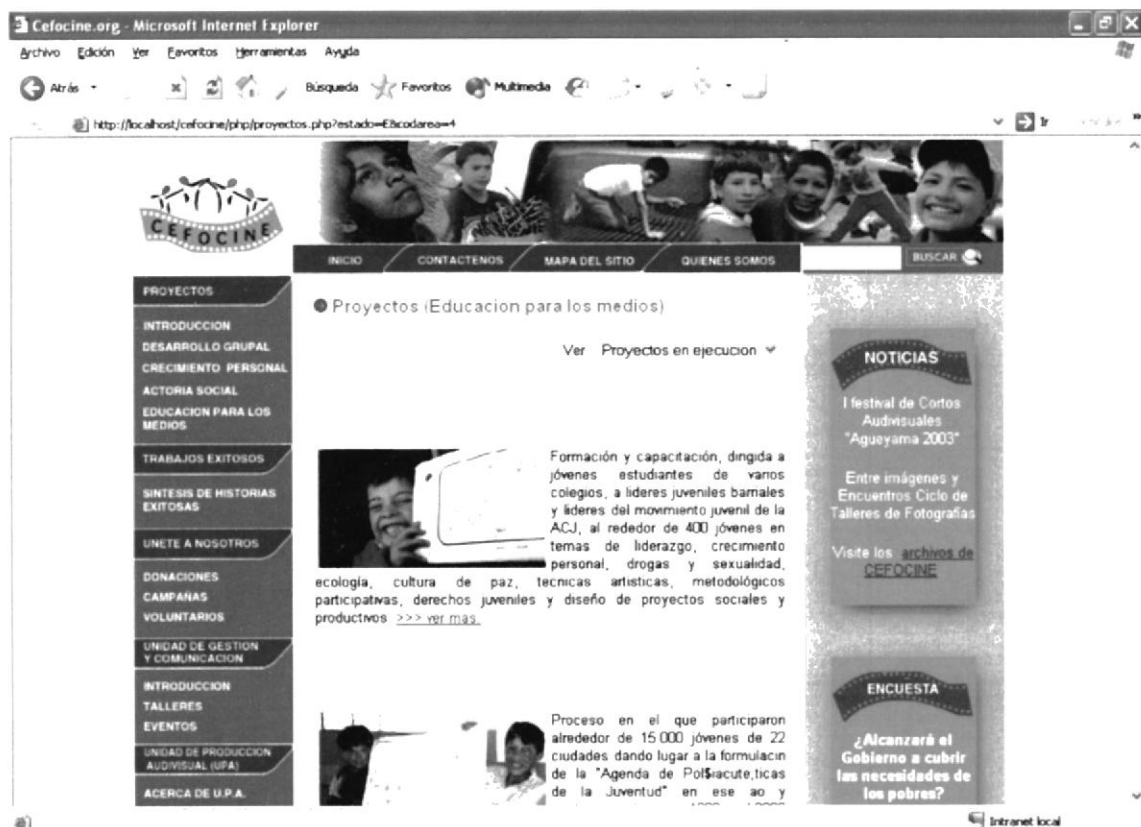 Cefocine.org - Microsoft Internet Explorer
Archivo Edición Ver Favoritos Herramientas Ayuda
Atrás Búsqueda Favoritos Multimedia
http://localhost/cefocine/php/proyectos.php?estado=E&codarea=4 Ir
CEFOCINE
INICIO CONTACTENOS MAPA DEL SITIO QUIENES SOMOS BUSCAR
PROYECTOS
INTRODUCCION
DESARROLLO GRUPAL
CRECIMIENTO PERSONAL
ACTORIA SOCIAL
EDUCACION PARA LOS
MEDIOS
TRABAJOS EXITOSOS
SINTESIS DE HISTORIAS
EXITOSAS
UNETE A NOSOTROS
DONACIONES
CAMPAÑAS
VOLUNTARIOS
UNIDAD DE GESTION
Y COMUNICACION
INTRODUCCION
TALLERES
EVENTOS
UNIDAD DE PRODUCCION
AUDIVISUAL (UPA)
ACERCA DE U.P.A.
Proyectos (Educacion para los medios)
Ver Proyectos en ejecucion
Formación y capacitación, dirigida a
jóvenes estudiantes de varios
colegios, a lideres juveniles barriales
y lideres del movimiento juvenil de la
ACJ, al rededor de 400 jóvenes en
temas de liderazgo, crecimiento
personal, drogas y sexualidad,
ecología, cultura de paz, tecnicas artisticas, metodológicos
participativas, derechos juveniles y diseño de proyectos sociales y
productivos >>> ver mas.
Proceso en el que participaron
alrededor de 15 000 jóvenes de 22
ciudades dando lugar a la formulacin
de la "Agenda de Pol$iacute;ticas
de la Juventud" en ese ao y
NOTICIAS
I festival de Cortos
Audivisuales
"Agueyama 2003"
Entre imágenes y
Encuentros Ciclo de
Talleres de Fotografías
Visite los archivos de
CEFOCINE
ENCUESTA
¿Alcanzará el
Gobierno a cubrir
las necesidades de
los pobres?
Intranet local